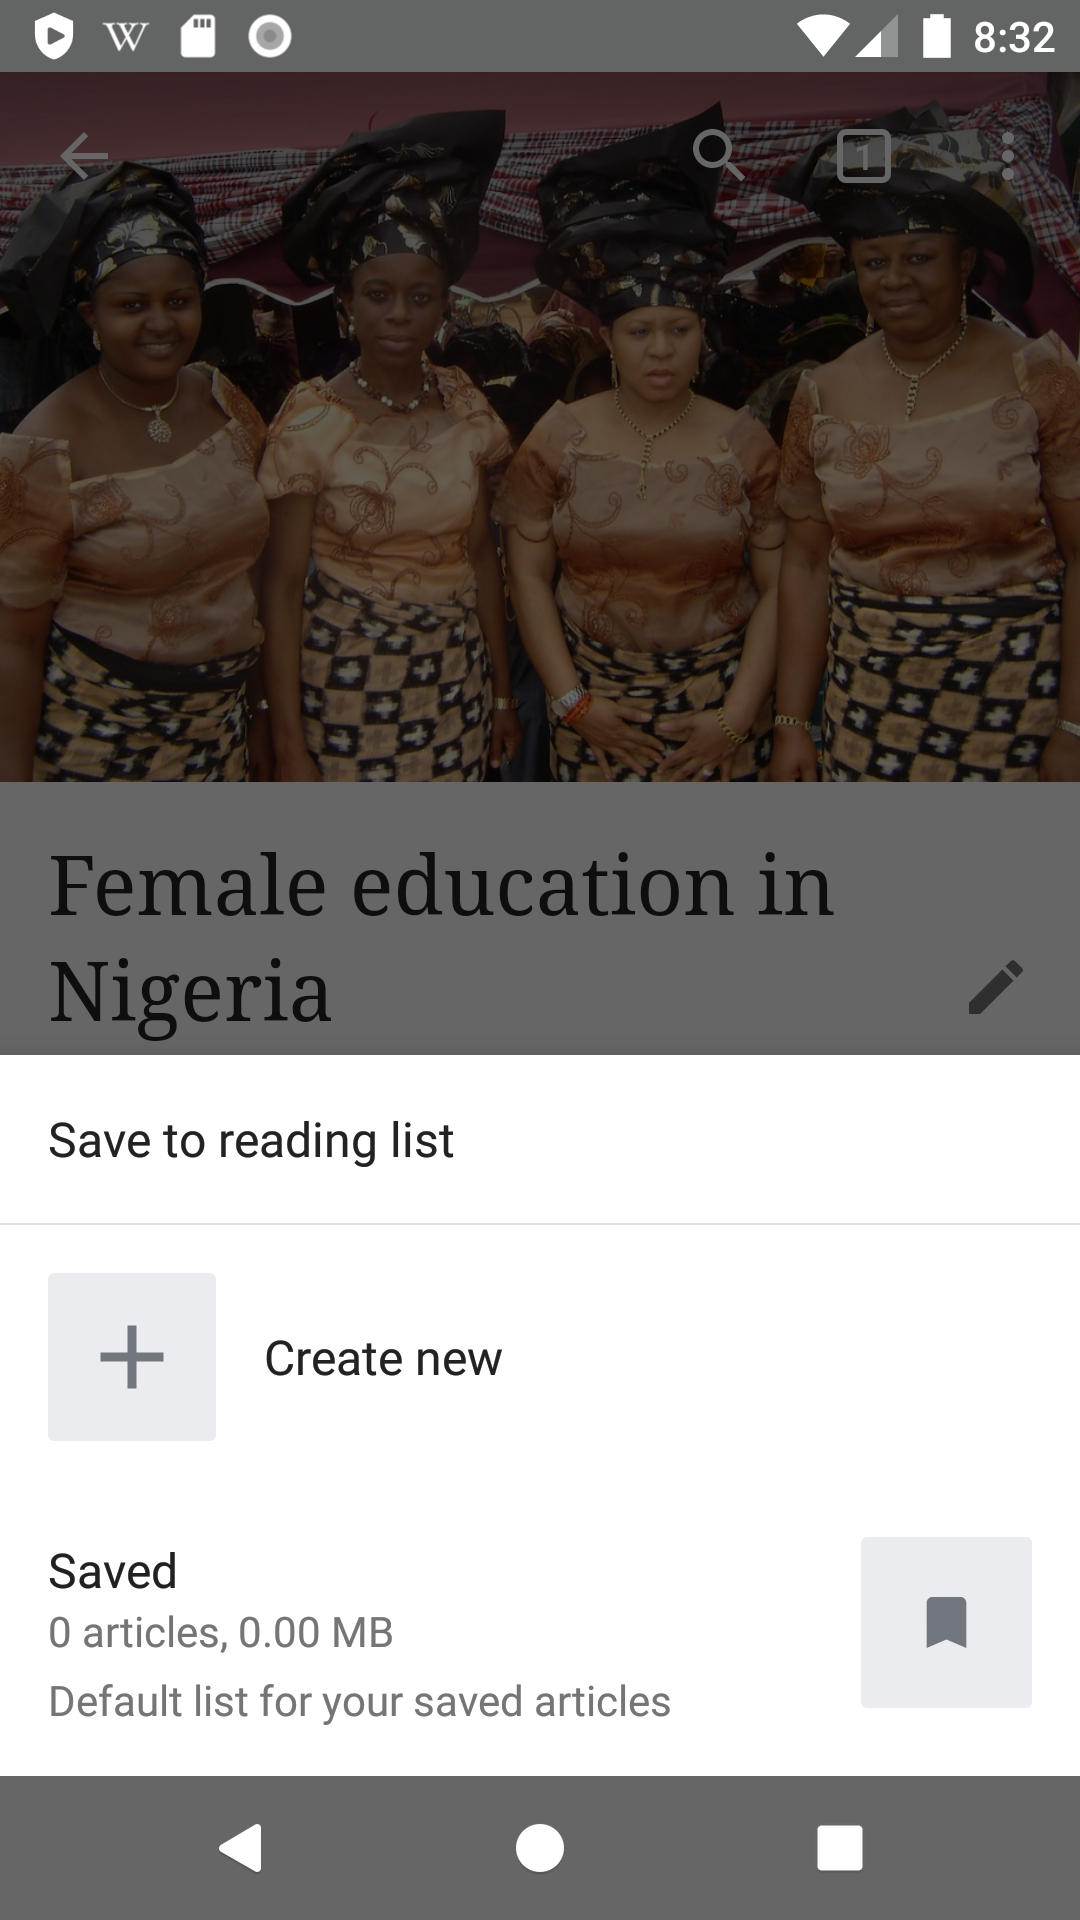 W 8:32
1
Female education in
Nigeria
Save to reading list
Create new
Saved
0 articles, 0.00 MB
Default list for your saved articles